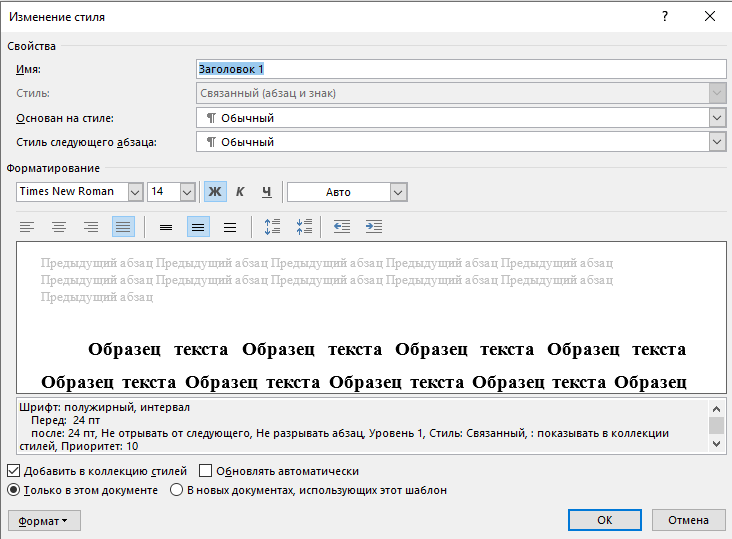 Изменение стиля ?
Свойства
Имя: Заголовок 1
Стиль: Связанный (абзац и знак)
Основан на стиле: ¶ Обычный
Стиль следующего абзаца: ¶ Обычный
Форматирование
Times New Roman 14 Ж К Ч Авто
Предыдущий абзац Предыдущий абзац Предыдущий абзац Предыдущий абзац Предыдущий абзац
Предыдущий абзац Предыдущий абзац Предыдущий абзац Предыдущий абзац Предыдущий абзац
Предыдущий абзац
Образец текста Образец текста Образец текста Образец текста
Образец текста Образец текста Образец текста Образец текста Образец
Шрифт: полужирный, интервал
Перед: 24 пт
после: 24 пт, Не отрывать от следующего, Не разрывать абзац, Уровень 1, Стиль: Связанный, : показывать в коллекции
стилей, Приоритет: 10
Добавить в коллекцию стилей Обновлять автоматически
Только в этом документе В новых документах, использующих этот шаблон
Формат ОК Отмена